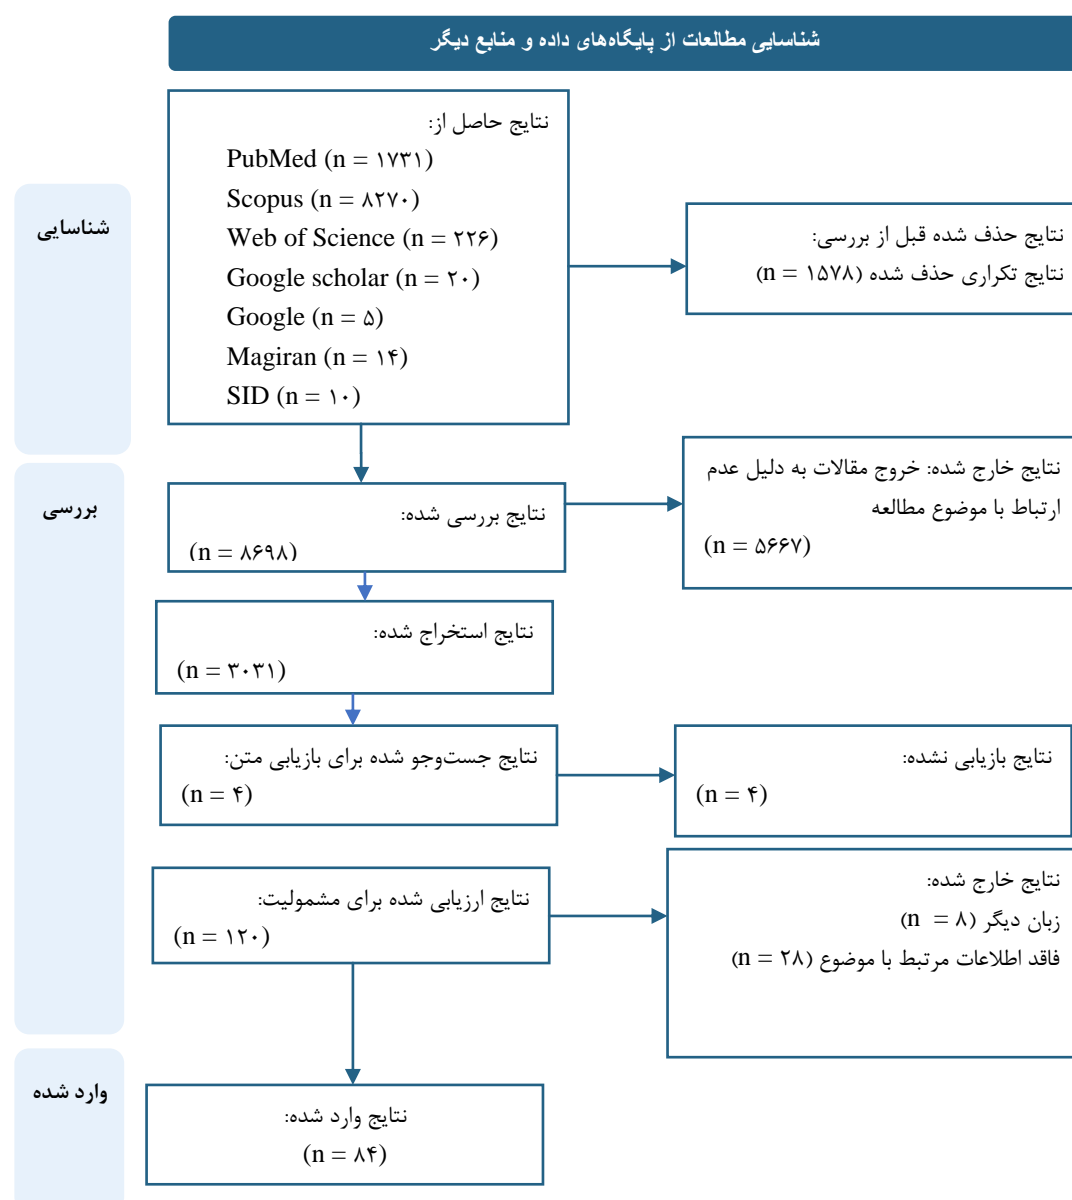 شناسایی مطالعات از پایگاه‌های داده و منابع دیگر
شناسایی
نتایج حاصل از:
PubMed (n = ۱۷۳۱)
Scopus (n = ۸۲۷۰)
Web of Science (n = ۲۲۶)
Google scholar (n = ۲۰)
Google (n = ۵)
Magiran (n = ۱۴)
SID (n = ۱۰)
نتایج حذف شده قبل از بررسی:
نتایج تکراری حذف شده (n = ۱۵۷۸)
بررسی
نتایج بررسی شده:
(n = ۸۶۹۸)
نتایج خارج شده: خروج مقالات به دلیل عدم
ارتباط با موضوع مطالعه
(n = ۵۶۶۷)
نتایج استخراج شده:
(n = ۳۰۳۱)
نتایج جست‌وجو شده برای بازیابی متن:
(n = ۴)
نتایج بازیابی نشده:
(n = ۴)
نتایج ارزیابی شده برای مشمولیت:
(n = ۱۲۰)
نتایج خارج شده:
زبان دیگر (n = ۸)
فاقد اطلاعات مرتبط با موضوع (n = ۲۸)
وارد شده
نتایج وارد شده:
(n = ۸۴)